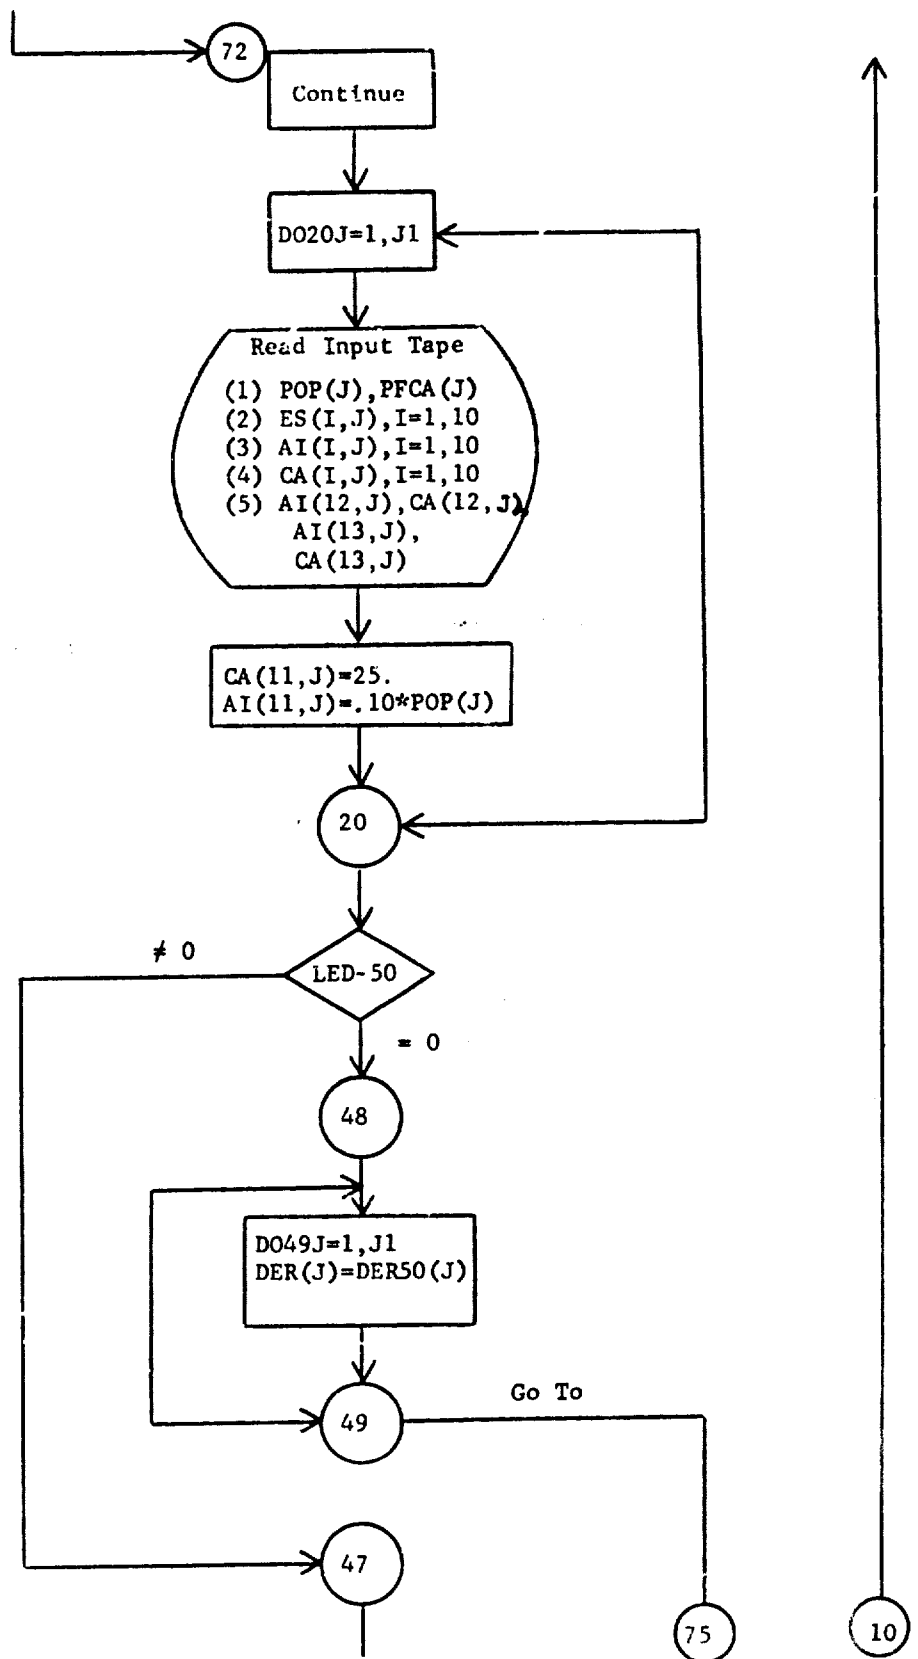 72
Continue
DO20J=1,J1
Read Input Tape
(1) POP(J),PFCA(J)
(2) ES(I,J),I=1,10
(3) AI(I,J),I=1,10
(4) CA(I,J),I=1,10
(5) AI(12,J),CA(12,J),
AI(13,J),
CA(13,J)
CA(11,J)=25.
AI(11,J)=.10*POP(J)
20
≠ 0
LED-50
= 0
48
DO49J=1,J1
DER(J)=DER50(J)
Go To
49
47
75
10